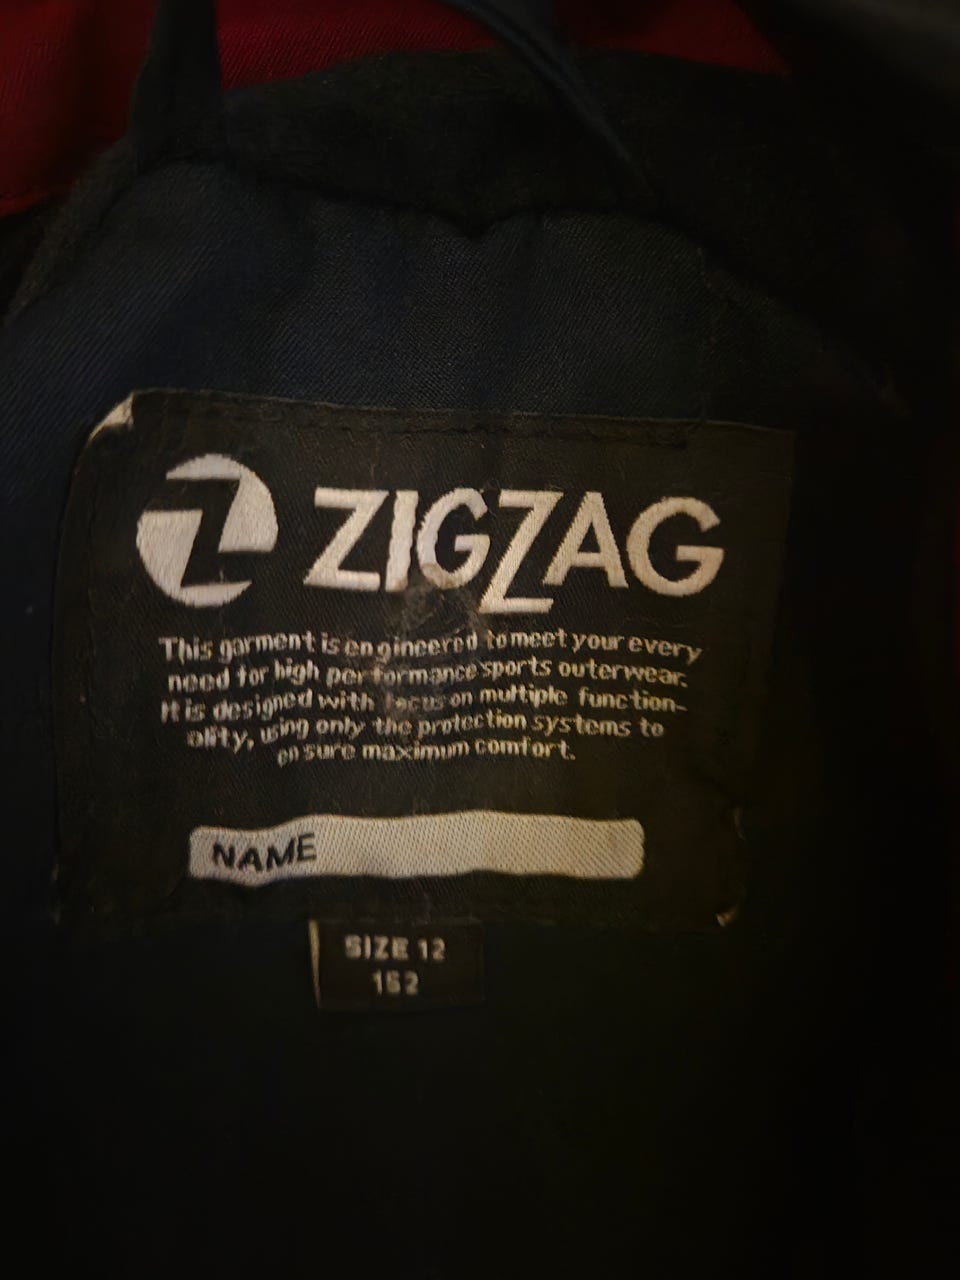 Z ZIGZAG
This garment is engineered to meet your every
need for high performance sports outerwear.
It is designed with focus on multiple function-
ality, using only the protection systems to
ensure maximum comfort.
NAME
SIZE 12
152